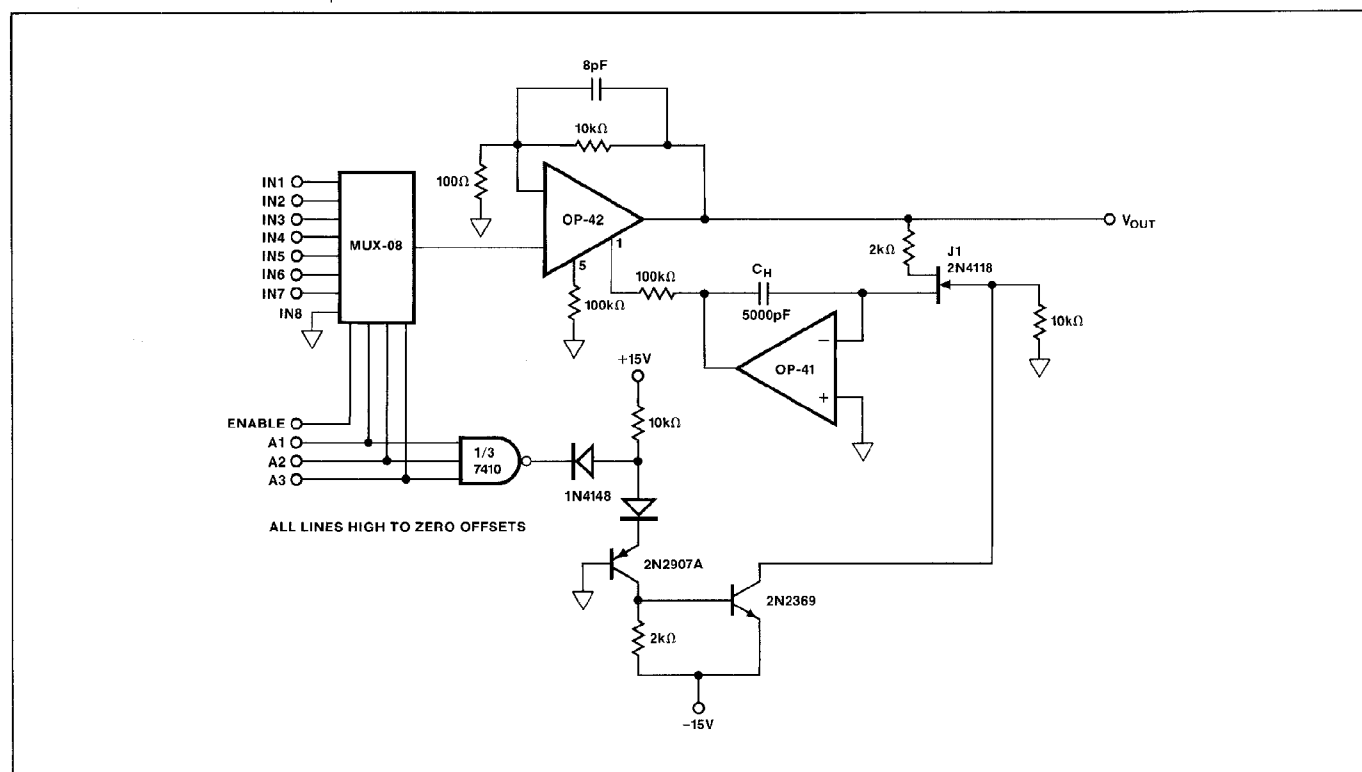 8pF
10kΩ
100Ω
IN1
IN2
IN3
IN4
IN5
IN6
IN7
IN8
MUX-08
OP-42
1
5
100kΩ
100kΩ
CH
5000pF
VOUT
2kΩ
J1
2N4118
10kΩ
OP-41
−
+
+15V
10kΩ
ENABLE
A1
A2
A3
1/3
7410
1N4148
ALL LINES HIGH TO ZERO OFFSETS
2N2907A
2N2369
2kΩ
−15V